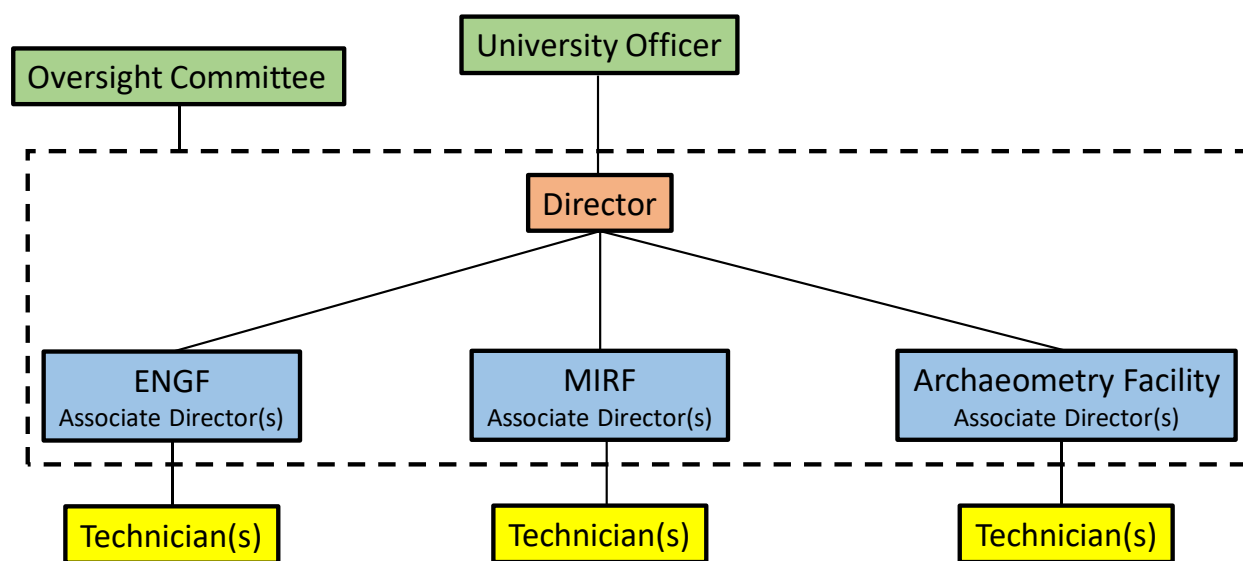 University Officer
Oversight Committee
Director
ENGF
Associate Director(s)
MIRF
Associate Director(s)
Archaeometry Facility
Associate Director(s)
Technician(s)
Technician(s)
Technician(s)